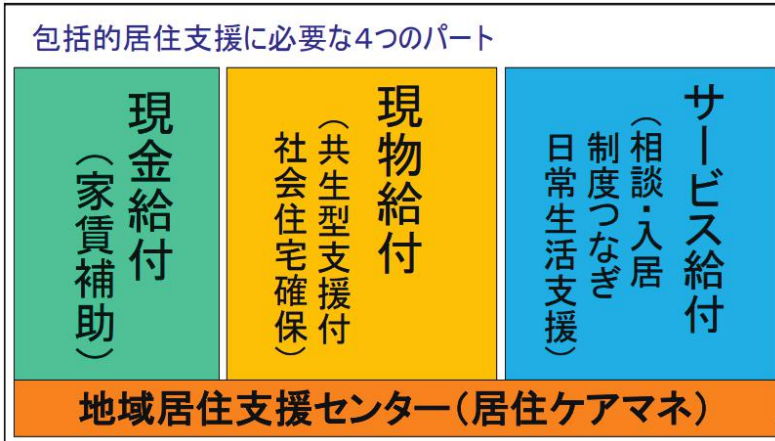 包括的居住支援に必要な4つのパート
サービス給付
(相談・入居
制度つなぎ
日常生活支援)
現物給付
(共生型支援付
社会住宅確保)
現金給付
(家賃補助)
地域居住支援センター(居住ケアマネ)